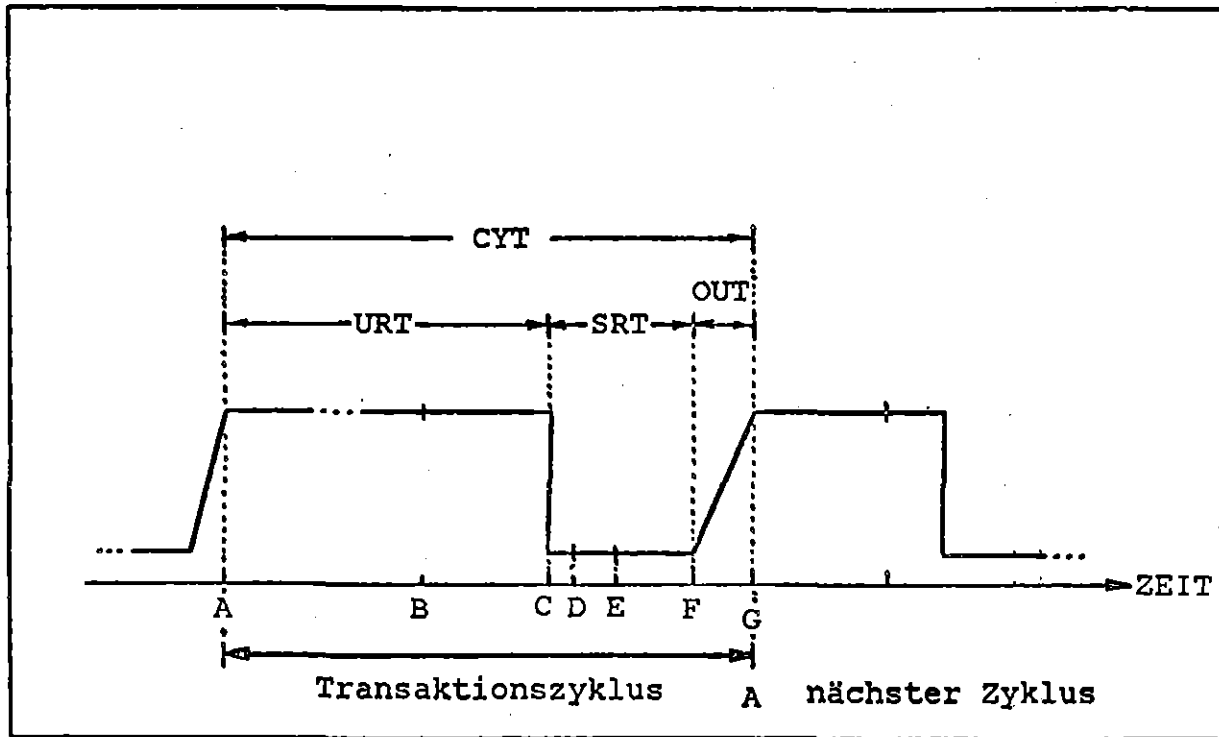 CYT
OUT
URT
SRT
ZEIT
A B C D E F G
Transaktionszyklus A nächster Zyklus